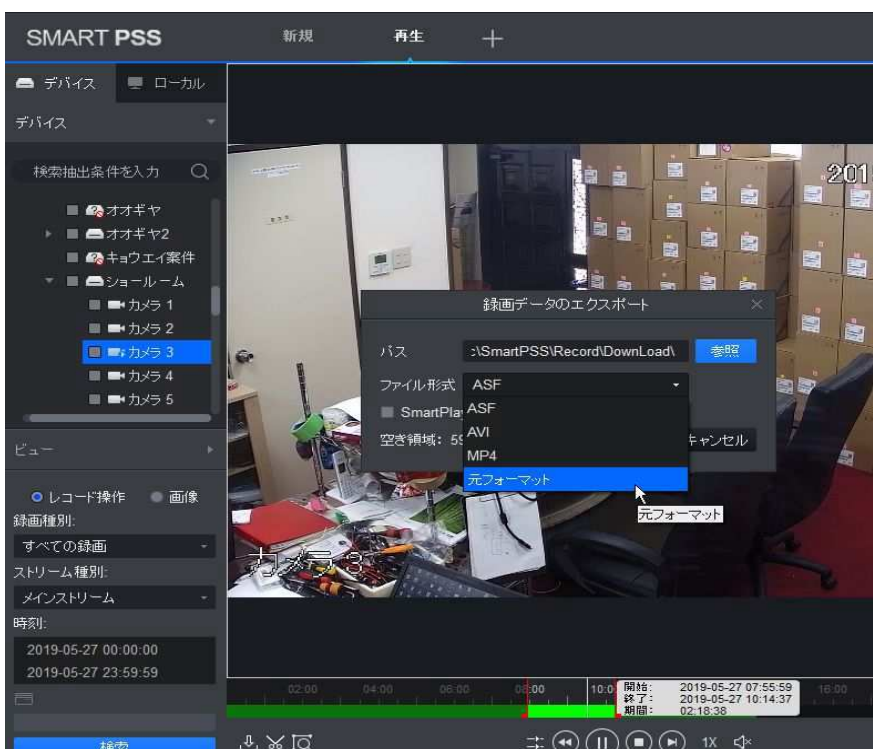 SMART PSS
新規
再生
デバイス
ローカル
デバイス
検索抽出条件を入力
オオギヤ
オオギヤ2
キョウエイ案件
ショールーム
カメラ 1
カメラ 2
カメラ 3
カメラ 4
カメラ 5
ビュー
レコード操作
画像
録画種別:
すべての録画
ストリーム種別:
メインストリーム
時刻:
2019-05-27 00:00:00
2019-05-27 23:59:59
検索
201
録画データのエクスポート
パス
:\SmartPSS\Record\DownLoad\
参照
ファイル形式
ASF
SmartPla
ASF
AVI
MP4
元フォーマット
空き領域: 59
キャンセル
元フォーマット
カメラ 3
02:00
04:00
06:00
08:00
10:0
16:00
開始: 2019-05-27 07:55:59
終了: 2019-05-27 10:14:37
期間: 02:18:38
1X